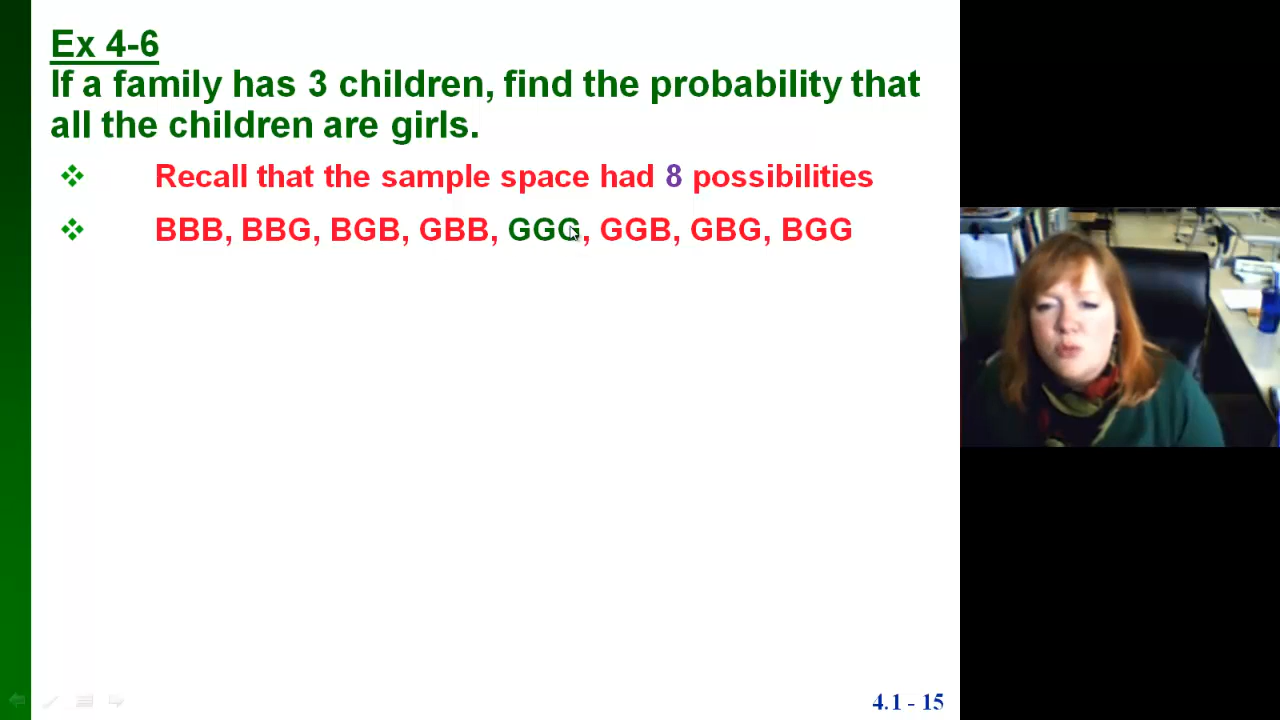 Ex 4-6
If a family has 3 children, find the probability that
all the children are girls.
Recall that the sample space had 8 possibilities
BBB, BBG, BGB, GBB, GGG, GGB, GBG, BGG
4.1 - 15